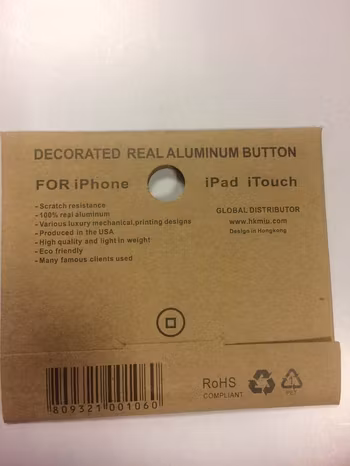 DECORATED REAL ALUMINUM BUTTON
FOR iPhone iPad iTouch
- Scratch resistance
- 100% real aluminum
- Various luxury mechanical,printing designs
- Produced in the USA
- High quality and light in weight
- Eco friendly
- Many famous clients used
GLOBAL DISTRIBUTOR
www.hkmiu.com
Design in Hongkong
809321 001060
RoHS
COMPLIANT
PET